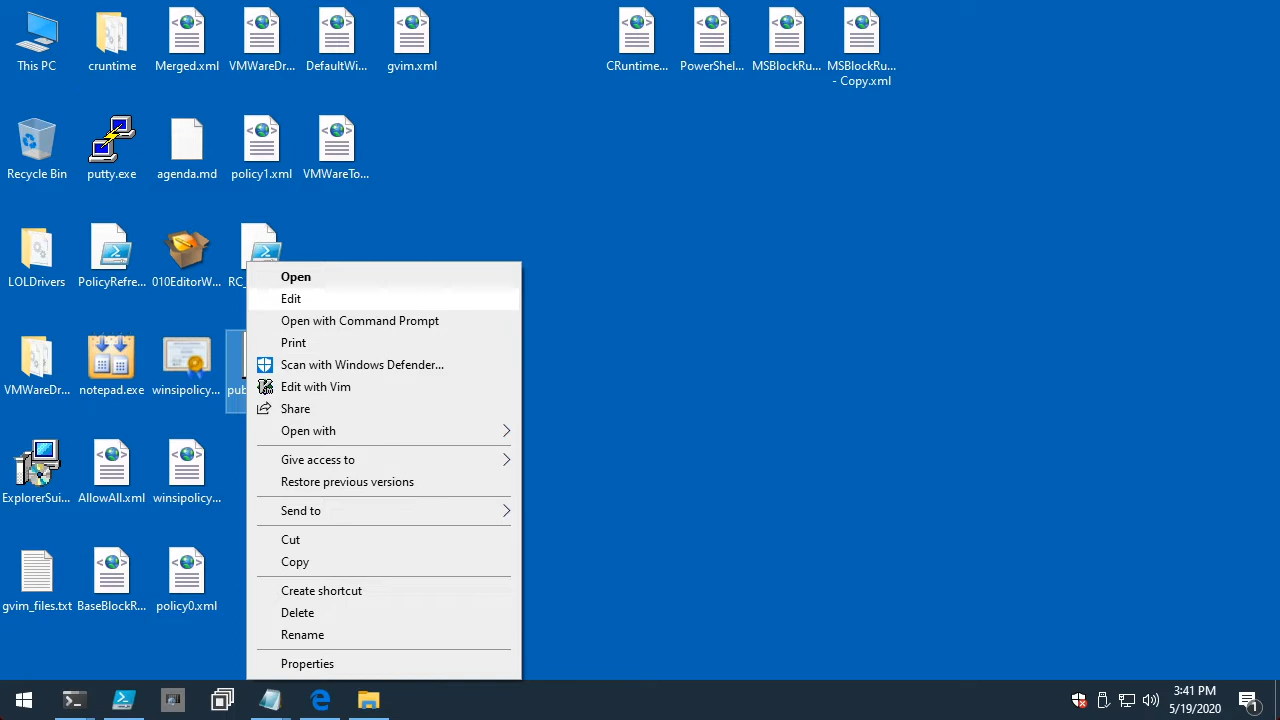 This PC
cruntime
Merged.xml
VMWareDr...
DefaultWi...
gvim.xml
CRuntime...
PowerShel...
MSBlockRu...
MSBlockRu...
- Copy.xml
Recycle Bin
putty.exe
agenda.md
policy1.xml
VMWareTo...
LOLDrivers
PolicyRefre...
010EditorW...
RC_
VMWareDr...
notepad.exe
winsipolicy...
pub
ExplorerSui...
AllowAll.xml
winsipolicy...
gvim_files.txt
BaseBlockR...
policy0.xml
Open
Edit
Open with Command Prompt
Print
Scan with Windows Defender...
Edit with Vim
Share
Open with
Give access to
Restore previous versions
Send to
Cut
Copy
Create shortcut
Delete
Rename
Properties
3:41 PM
5/19/2020
1